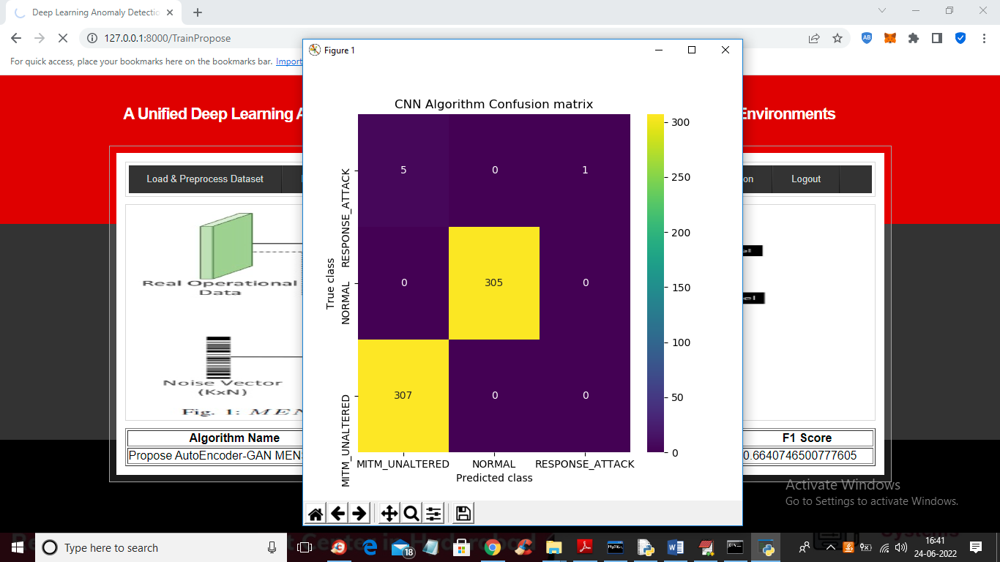 Deep Learning Anomaly Detectio
127.0.0.1:8000/TrainPropose
For quick access, place your bookmarks here on the bookmarks bar. Import
Figure 1
A Unified Deep Learning A
Environments
Load & Preprocess Dataset
on
Logout
CNN Algorithm Confusion matrix
5 0 1
0 305 0
307 0 0
RESPONSE_ATTACK
NORMAL
MITM_UNALTERED
True class
MITM_UNALTERED NORMAL RESPONSE_ATTACK
Predicted class
300
250
200
150
100
50
0
Real Operational
Data
Noise Vector
(KxN)
Fig. 1: MEN
Algorithm Name
F1 Score
Propose AutoEncoder-GAN MENS
0.6640746500777605
Activate Windows
Go to Settings to activate Windows.
Type here to search
18
16:41
24-06-2022